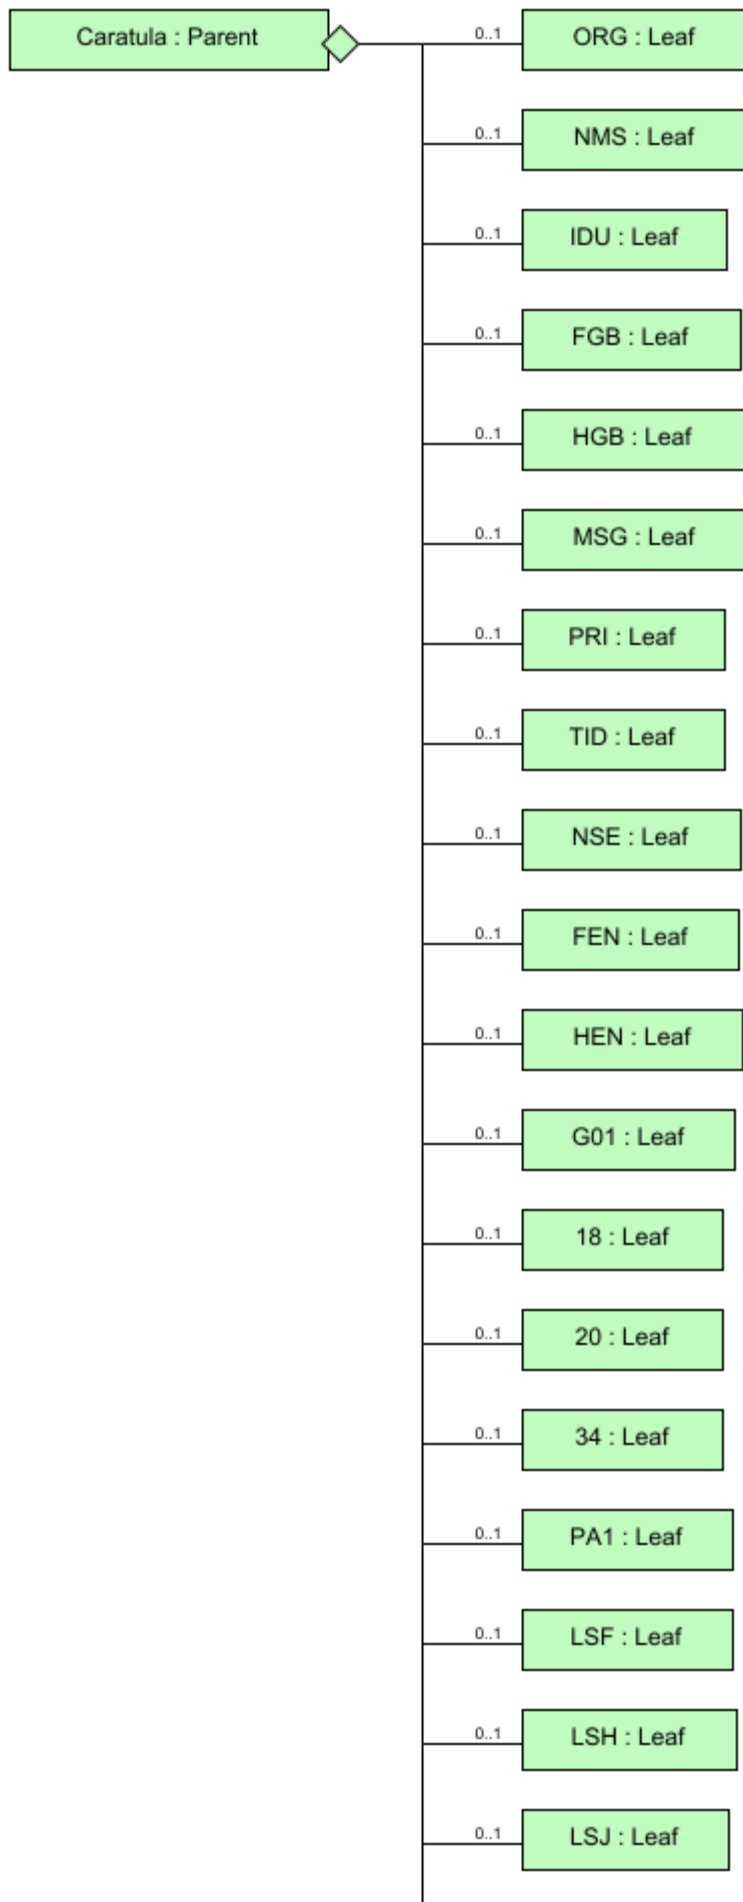 Caratula : Parent
0..1 ORG : Leaf
0..1 NMS : Leaf
0..1 IDU : Leaf
0..1 FGB : Leaf
0..1 HGB : Leaf
0..1 MSG : Leaf
0..1 PRI : Leaf
0..1 TID : Leaf
0..1 NSE : Leaf
0..1 FEN : Leaf
0..1 HEN : Leaf
0..1 G01 : Leaf
0..1 18 : Leaf
0..1 20 : Leaf
0..1 34 : Leaf
0..1 PA1 : Leaf
0..1 LSF : Leaf
0..1 LSH : Leaf
0..1 LSJ : Leaf